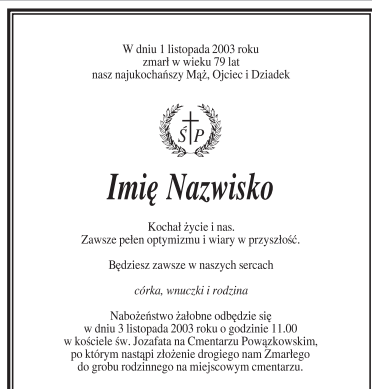 W dniu 1 listopada 2003 roku
zmarł w wieku 79 lat
nasz najukochańszy Mąż, Ojciec i Dziadek
Ś P
Imię Nazwisko
Kochał życie i nas.
Zawsze pełen optymizmu i wiary w przyszłość.
Będziesz zawsze w naszych sercach
córka, wnuczki i rodzina
Nabożeństwo żałobne odbędzie się
w dniu 3 listopada 2003 roku o godzinie 11.00
w kościele św. Jozafata na Cmentarzu Powązkowskim,
po którym nastąpi złożenie drogiego nam Zmarłego
do grobu rodzinnego na miejscowym cmentarzu.